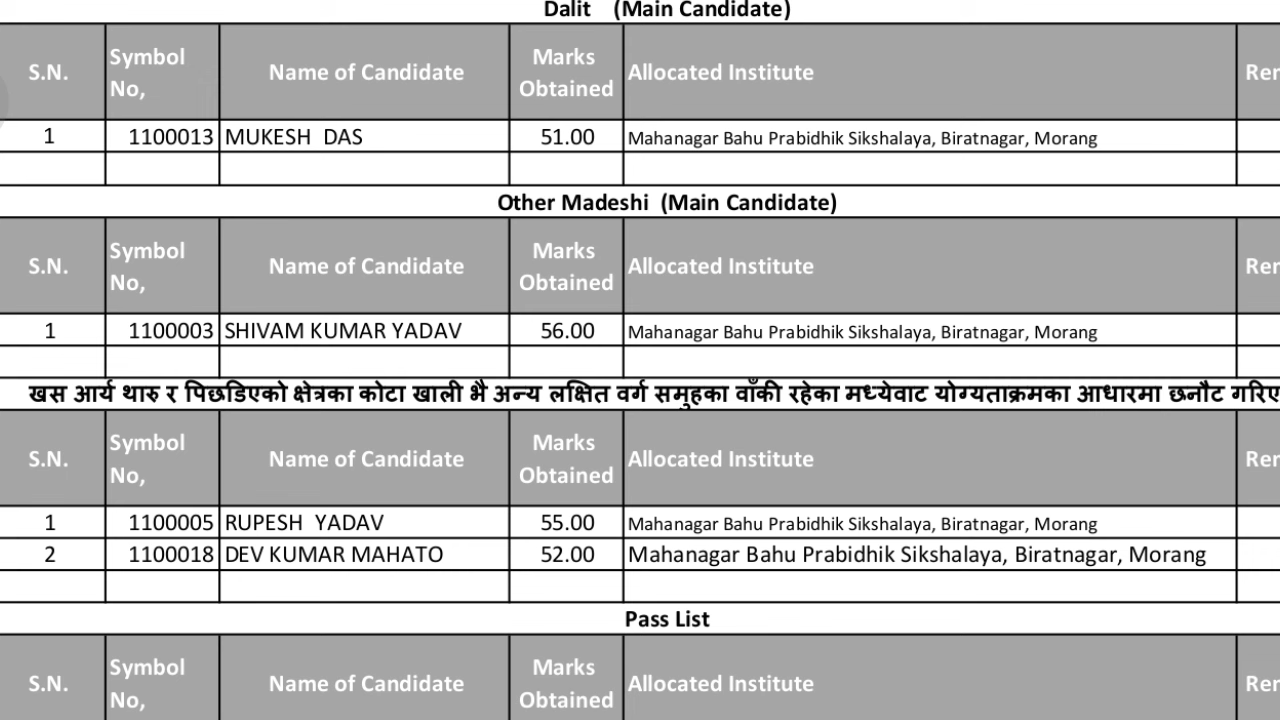 Dalit (Main Candidate)
S.N. Symbol No, Name of Candidate Marks Obtained Allocated Institute
1 1100013 MUKESH DAS 51.00 Mahanagar Bahu Prabidhik Sikshalaya, Biratnagar, Morang
Other Madeshi (Main Candidate)
S.N. Symbol No, Name of Candidate Marks Obtained Allocated Institute
1 1100003 SHIVAM KUMAR YADAV 56.00 Mahanagar Bahu Prabidhik Sikshalaya, Biratnagar, Morang
खस आर्य थारु र पिछडिएको क्षेत्रका कोटा खाली भै अन्य लक्षित वर्ग समुहका वाँकी रहेका मध्येवाट योग्यताक्रमका आधारमा छनौट
S.N. Symbol No, Name of Candidate Marks Obtained Allocated Institute
1 1100005 RUPESH YADAV 55.00 Mahanagar Bahu Prabidhik Sikshalaya, Biratnagar, Morang
2 1100018 DEV KUMAR MAHATO 52.00 Mahanagar Bahu Prabidhik Sikshalaya, Biratnagar, Morang
Pass List
S.N. Symbol No, Name of Candidate Marks Obtained Allocated Institute